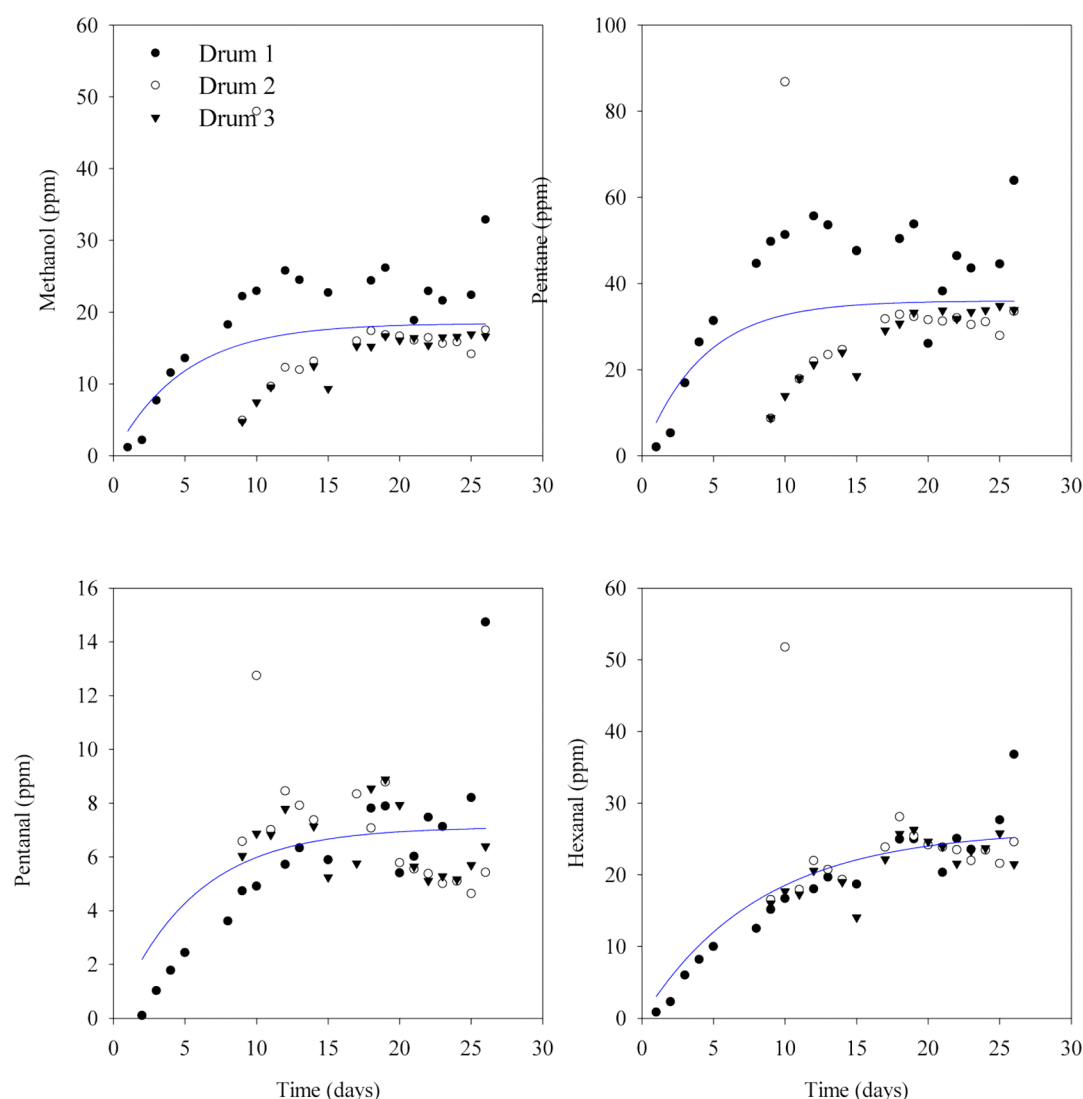 60
50
40
30
20
10
0
Methanol (ppm)
Drum 1
Drum 2
Drum 3
0 5 10 15 20 25 30
100
80
60
40
20
0
Pentane (ppm)
0 5 10 15 20 25 30
16
14
12
10
8
6
4
2
0
Pentanal (ppm)
0 5 10 15 20 25 30
Time (days)
60
50
40
30
20
10
0
Hexanal (ppm)
0 5 10 15 20 25 30
Time (days)